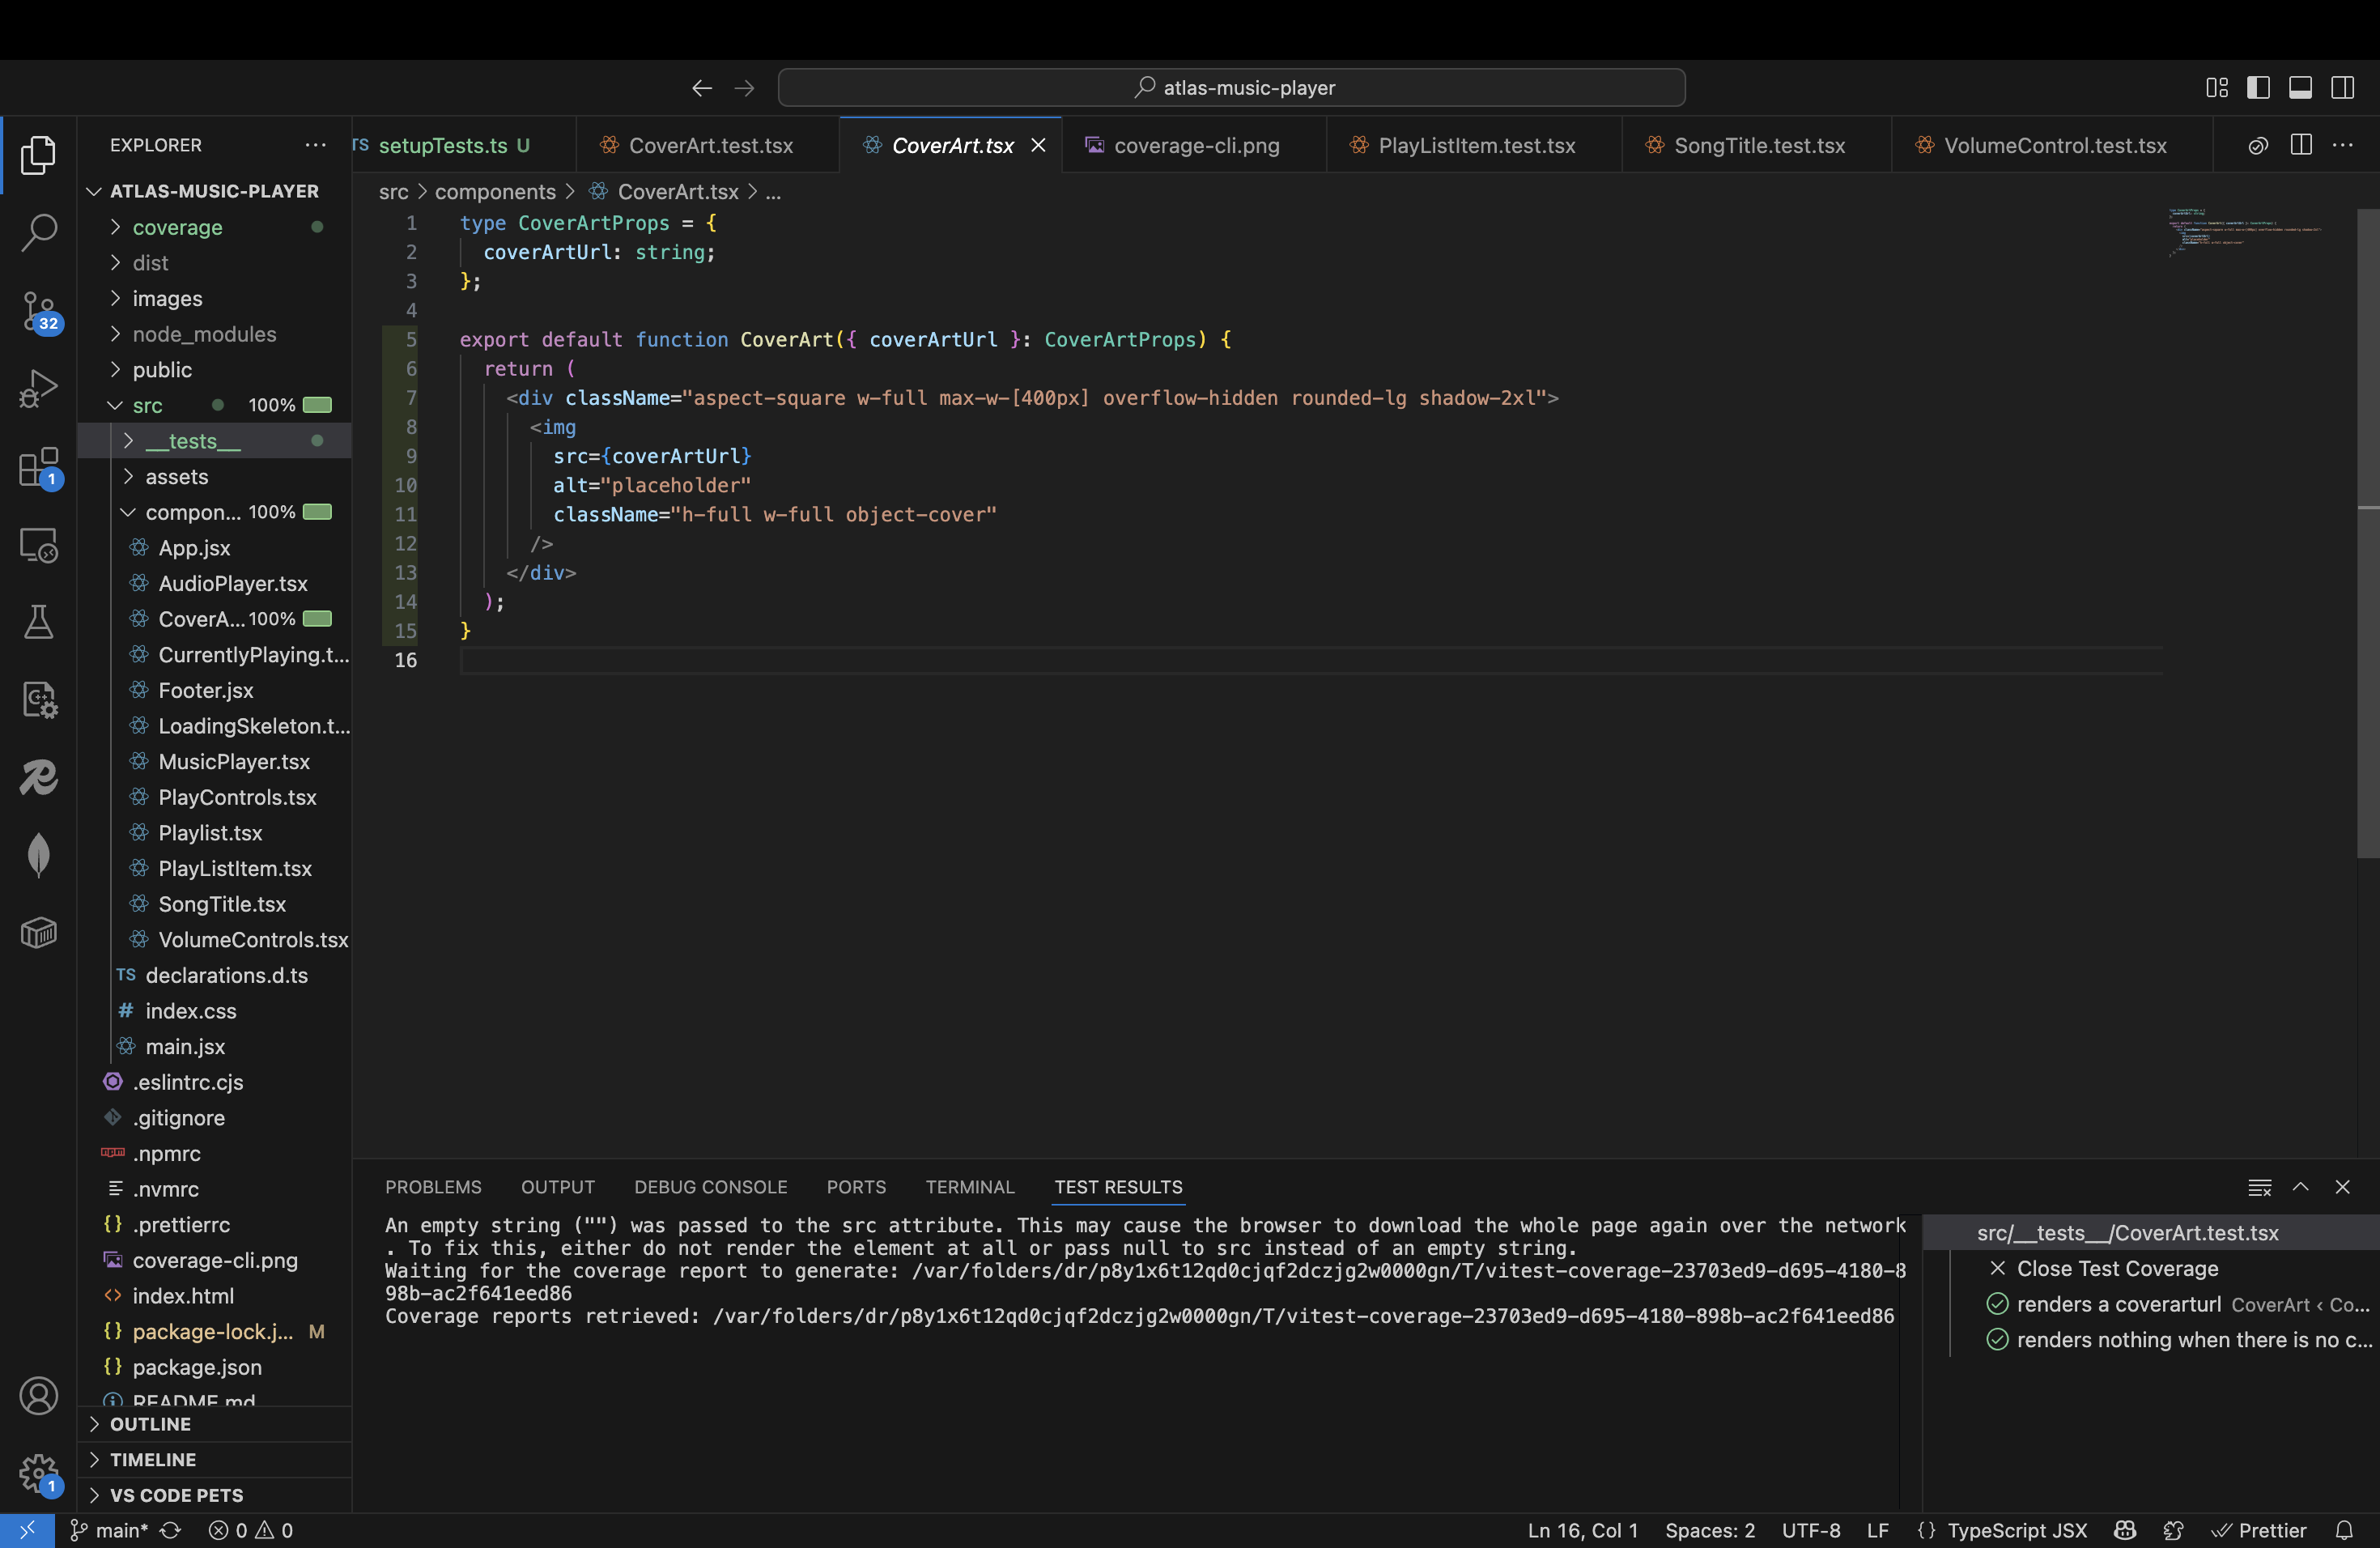 atlas-music-player
EXPLORER
TS setupTests.ts U
CoverArt.test.tsx
CoverArt.tsx
coverage-cli.png
PlayListItem.test.tsx
SongTitle.test.tsx
VolumeControl.test.tsx
ATLAS-MUSIC-PLAYER
coverage
dist
images
node_modules
public
src 100%
__tests__
assets
compon... 100%
App.jsx
AudioPlayer.tsx
CoverA... 100%
CurrentlyPlaying.t...
Footer.jsx
LoadingSkeleton.t...
MusicPlayer.tsx
PlayControls.tsx
Playlist.tsx
PlayListItem.tsx
SongTitle.tsx
VolumeControls.tsx
TS declarations.d.ts
# index.css
main.jsx
.eslintrc.cjs
.gitignore
.npmrc
.nvmrc
{} .prettierrc
coverage-cli.png
<> index.html
{} package-lock.j... M
{} package.json
README.md
OUTLINE
TIMELINE
VS CODE PETS
32
1
1
src > components > CoverArt.tsx > ...
1 type CoverArtProps = {
2 coverArtUrl: string;
3 };
4
5 export default function CoverArt({ coverArtUrl }: CoverArtProps) {
6 return (
7 <div className="aspect-square w-full max-w-[400px] overflow-hidden rounded-lg shadow-2xl">
8 <img
9 src={coverArtUrl}
10 alt="placeholder"
11 className="h-full w-full object-cover"
12 />
13 </div>
14 );
15 }
16
PROBLEMS OUTPUT DEBUG CONSOLE PORTS TERMINAL TEST RESULTS
An empty string ("") was passed to the src attribute. This may cause the browser to download the whole page again over the network
. To fix this, either do not render the element at all or pass null to src instead of an empty string.
Waiting for the coverage report to generate: /var/folders/dr/p8y1x6t12qd0cjqf2dczjg2w0000gn/T/vitest-coverage-23703ed9-d695-4180-8
98b-ac2f641eed86
Coverage reports retrieved: /var/folders/dr/p8y1x6t12qd0cjqf2dczjg2w0000gn/T/vitest-coverage-23703ed9-d695-4180-898b-ac2f641eed86
src/__tests__/CoverArt.test.tsx
Close Test Coverage
renders a coverarturl CoverArt ‹ Co...
renders nothing when there is no c...
main* 0 0
Ln 16, Col 1 Spaces: 2 UTF-8 LF {} TypeScript JSX Prettier